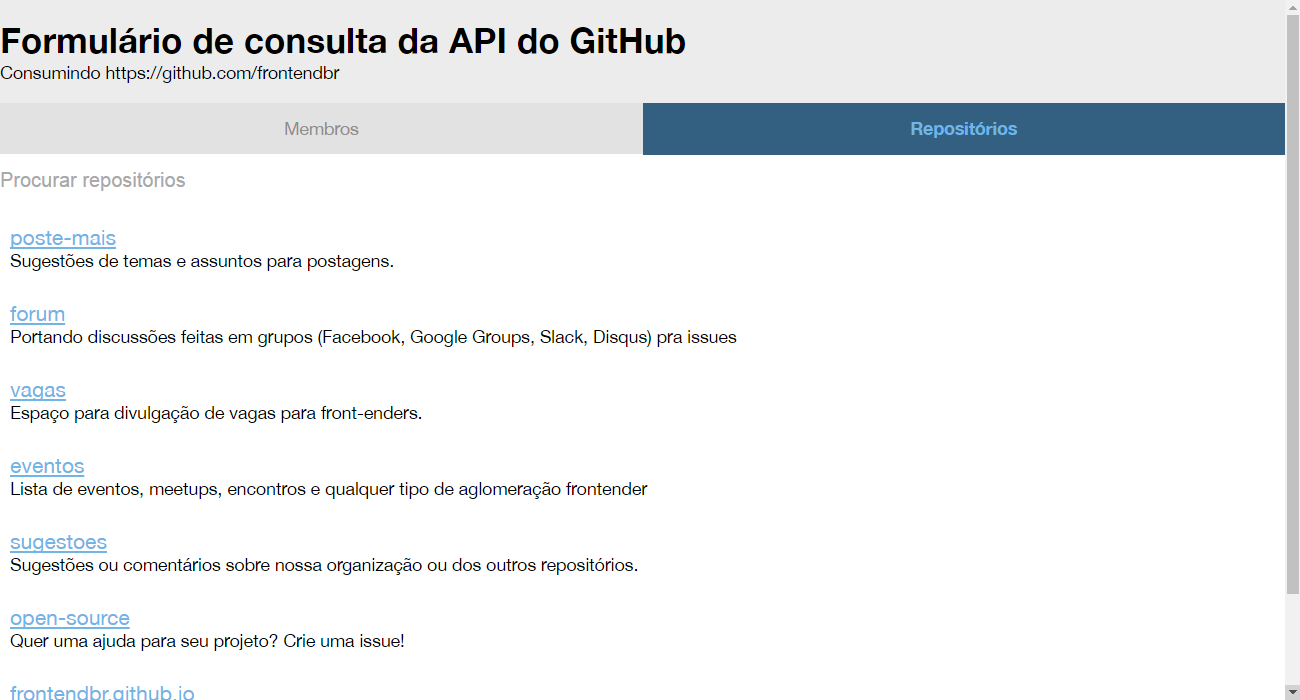 Formulário de consulta da API do GitHub
Consumindo https://github.com/frontendbr
Membros
Repositórios
Procurar repositórios
poste-mais
Sugestões de temas e assuntos para postagens.
forum
Portando discussões feitas em grupos (Facebook, Google Groups, Slack, Disqus) pra issues
vagas
Espaço para divulgação de vagas para front-enders.
eventos
Lista de eventos, meetups, encontros e qualquer tipo de aglomeração frontender
sugestoes
Sugestões ou comentários sobre nossa organização ou dos outros repositórios.
open-source
Quer uma ajuda para seu projeto? Crie uma issue!
frontendbr.github.io